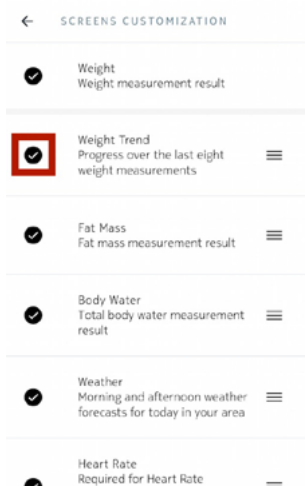 SCREENS CUSTOMIZATION
Weight
Weight measurement result
Weight Trend
Progress over the last eight
weight measurements
Fat Mass
Fat mass measurement result
Body Water
Total body water measurement
result
Weather
Morning and afternoon weather
forecasts for today in your area
Heart Rate
Required for Heart Rate